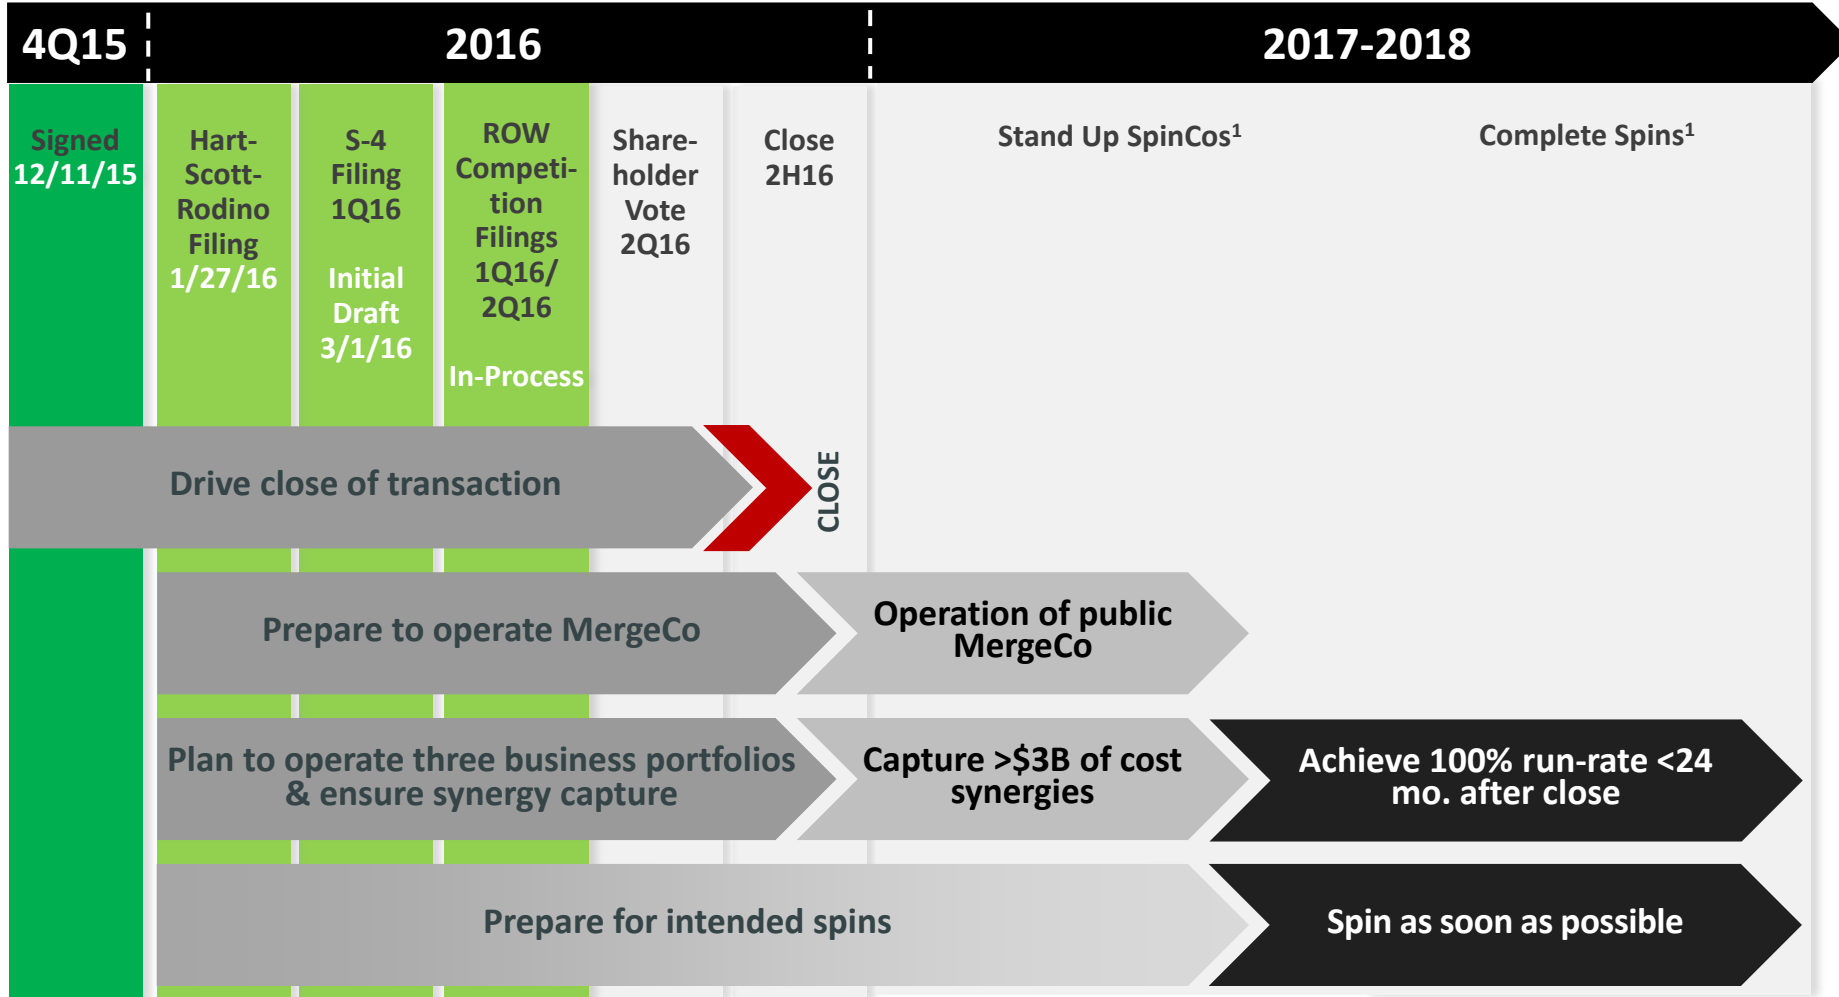 4Q15
2016
2017-2018
Signed
12/11/15
Hart-
Scott-
Rodino
Filing
1/27/16
S-4
Filing
1Q16
Initial
Draft
3/1/16
ROW
Competi-
tion
Filings
1Q16/
2Q16
In-Process
Share-
holder
Vote
2Q16
Close
2H16
Stand Up SpinCos¹
Complete Spins¹
Drive close of transaction
CLOSE
Prepare to operate MergeCo
Operation of public
MergeCo
Plan to operate three business portfolios
& ensure synergy capture
Capture >$3B of cost
synergies
Achieve 100% run-rate <24
mo. after close
Prepare for intended spins
Spin as soon as possible